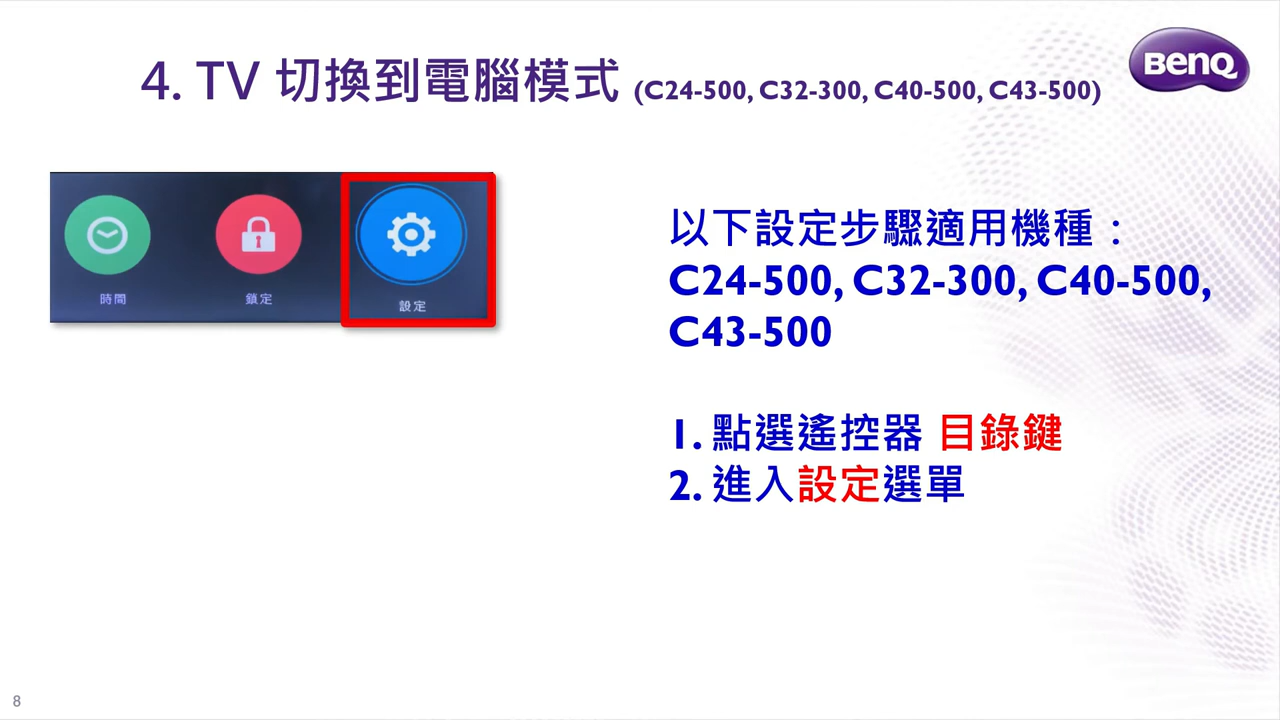 4. TV 切換到電腦模式 (C24-500, C32-300, C40-500, C43-500)
BenQ
時間
鎖定
設定
以下設定步驟適用機種：
C24-500, C32-300, C40-500,
C43-500
1. 點選遙控器 目錄鍵
2. 進入設定選單
8